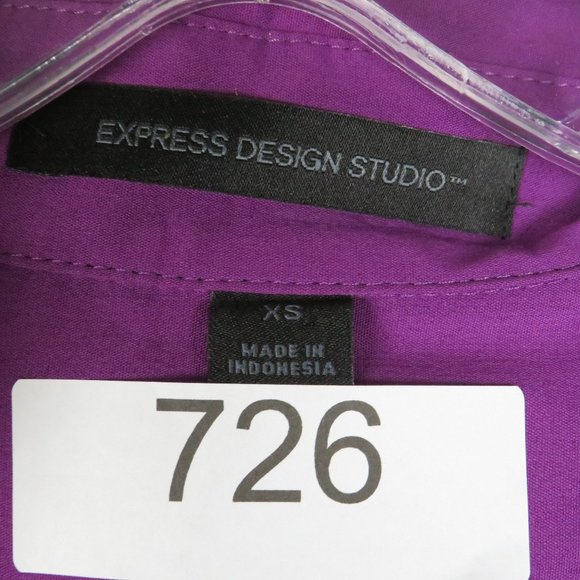 EXPRESS DESIGN STUDIO™
XS
MADE IN
INDONESIA
726